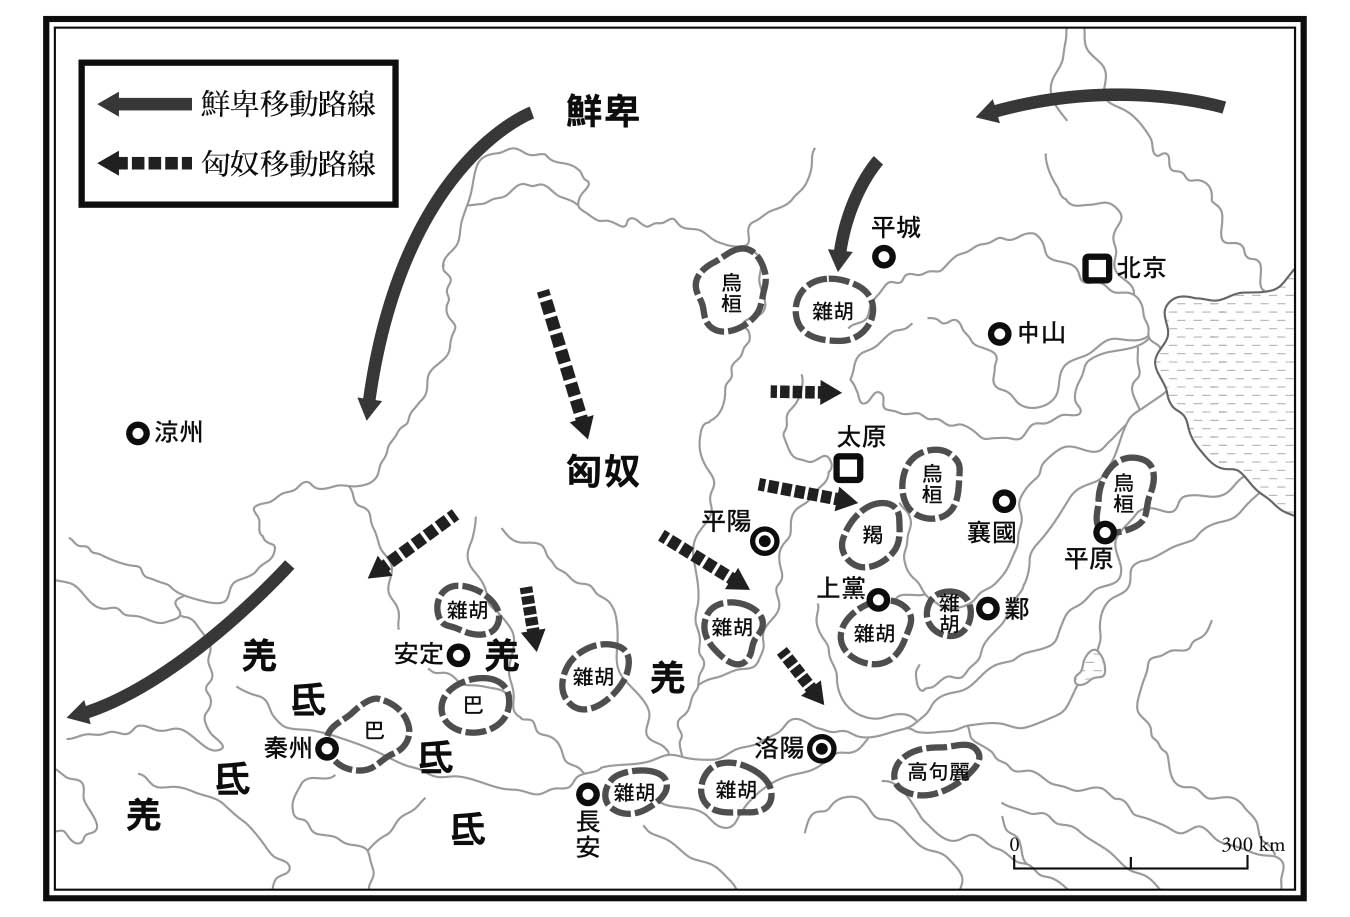 鮮卑移動路線
匈奴移動路線
鮮卑
平城
北京
烏桓
雜胡
中山
涼州
太原
匈奴
烏桓
烏桓
平陽
羯
襄國
平原
上黨
雜胡
雜胡
鄴
雜胡
雜胡
安定
羌
羌
雜胡
羌
氐
巴
巴
秦州
氐
洛陽
氐
高句麗
羌
雜胡
雜胡
氐
長安
0
300 km